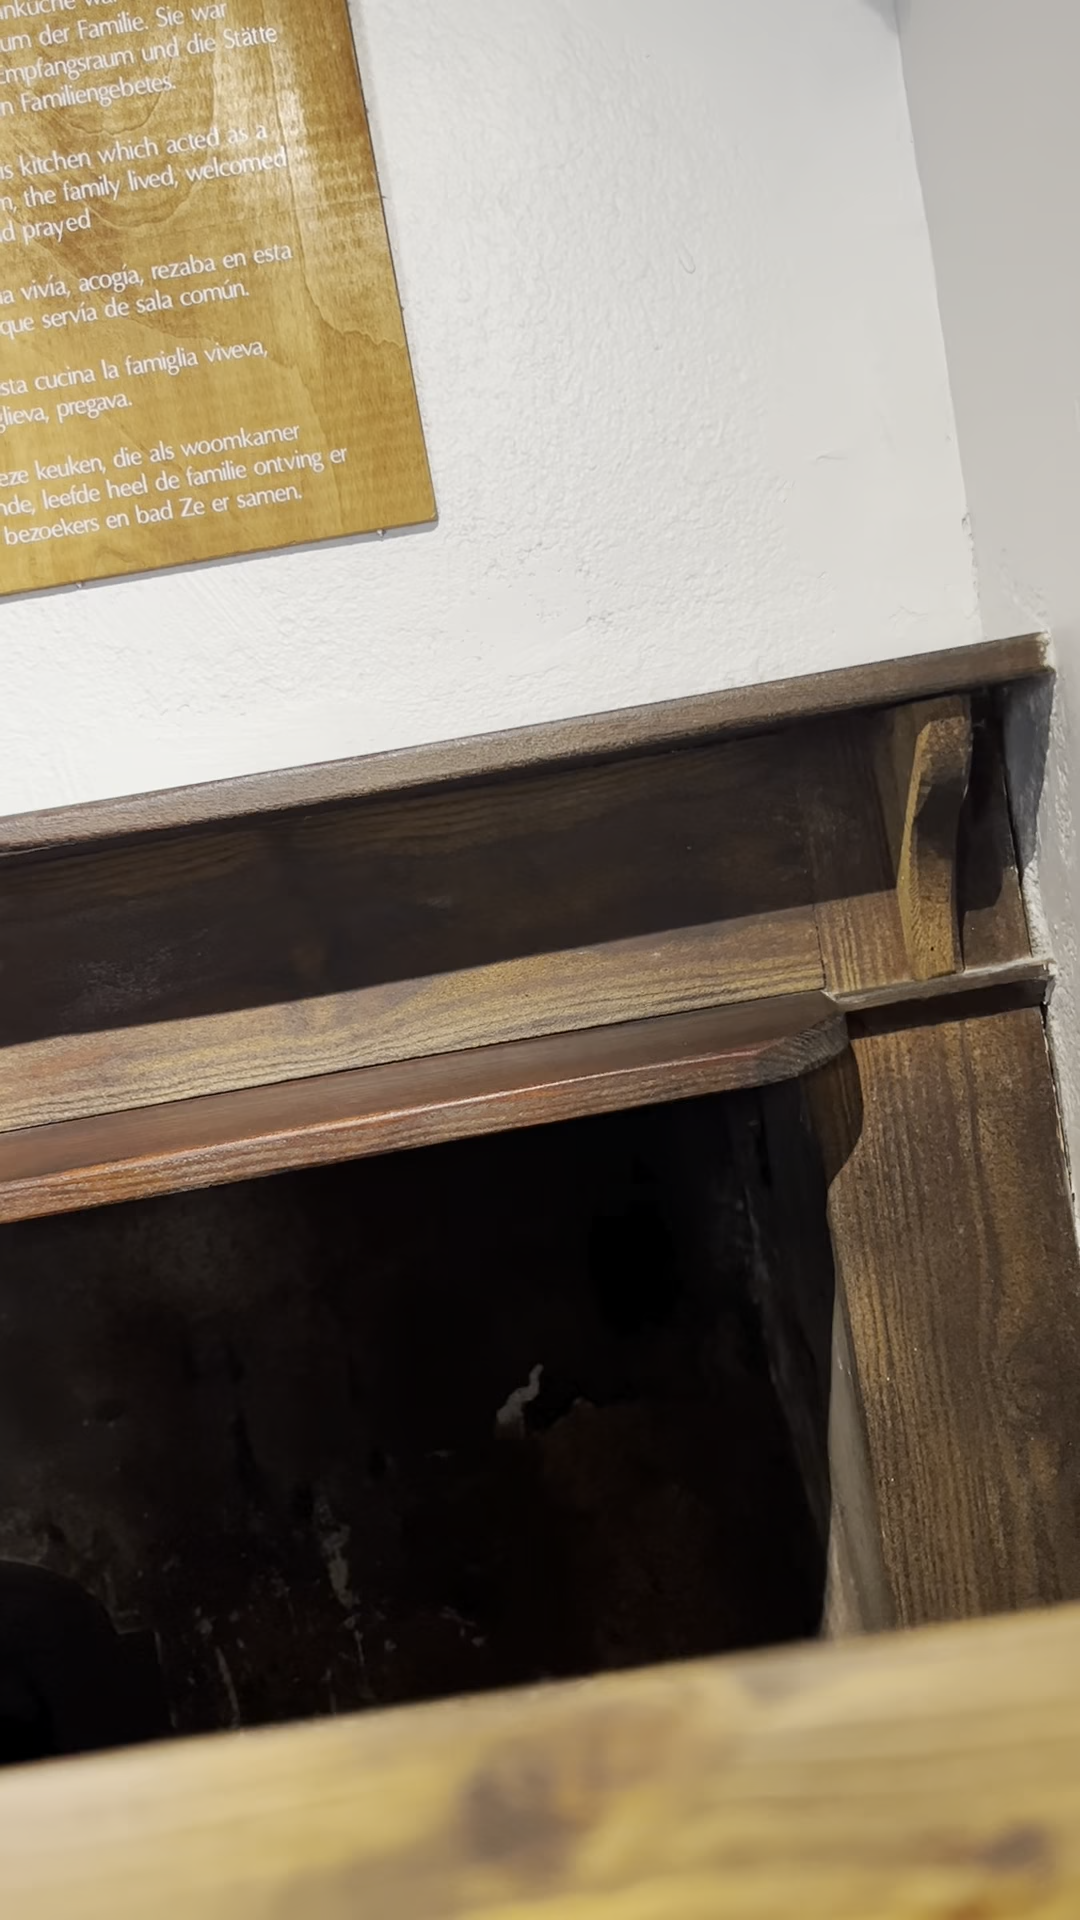 um der Familie. Sie war
Empfangsraum und die Stätte
n Familiengebetes.
is kitchen which acted as a
m, the family lived, welcomed
d prayed
a vivía, acogía, rezaba en esta
que servía de sala común.
sta cucina la famiglia viveva,
glieva, pregava.
eze keuken, die als woomkamer
nde, leefde heel de familie ontving er
bezoekers en bad Ze er samen.